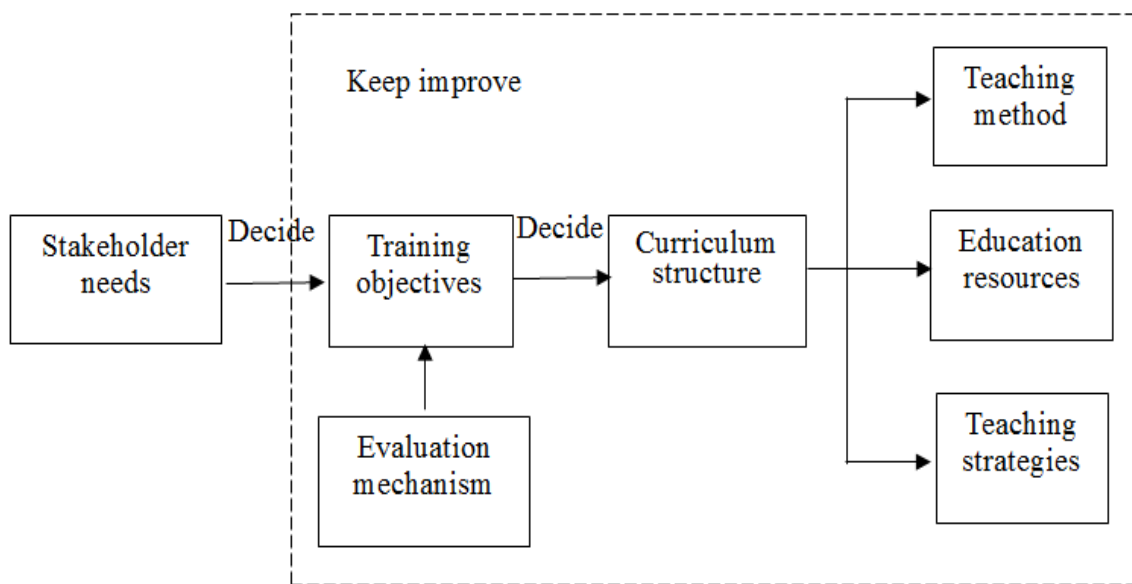 Keep improve
Teaching
method
Stakeholder
needs
Decide
Training
objectives
Decide
Curriculum
structure
Education
resources
Evaluation
mechanism
Teaching
strategies